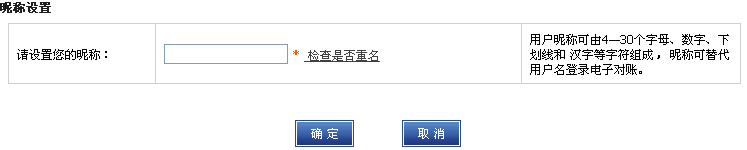 昵称设置
请设置您的昵称： * 检查是否重名
用户昵称可由4—30个字母、数字、下
划线和 汉字等字符组成，昵称可替代
用户名登录电子对账。
确 定 取 消